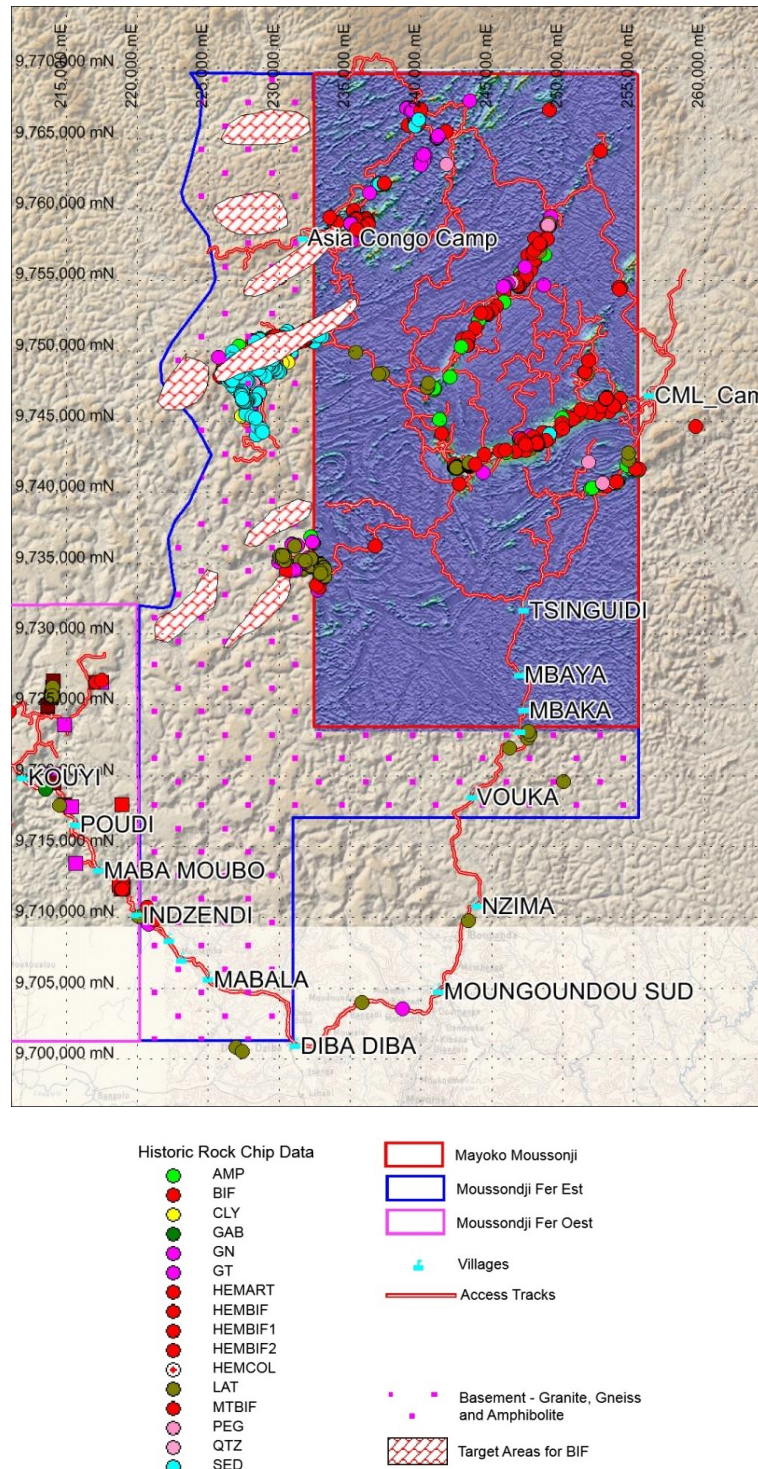 215,000 mE
220,000 mE
225,000 mE
230,000 mE
235,000 mE
240,000 mE
245,000 mE
250,000 mE
255,000 mE
260,000 mE
9,770,000 mN
9,765,000 mN
9,760,000 mN
Asia Congo Camp
9,755,000 mN
9,750,000 mN
CML_Cam
9,745,000 mN
9,740,000 mN
9,735,000 mN
TSINGUIDI
9,730,000 mN
MBAYA
9,725,000 mN
MBAKA
9,720,000 mN
KOUYI
VOUKA
POUDI
9,715,000 mN
MABA MOUBO
9,710,000 mN
INDZENDI
NZIMA
9,705,000 mN
MABALA
MOUNGOUNDOU SUD
9,700,000 mN
DIBA DIBA
Historic Rock Chip Data
AMP
BIF
CLY
GAB
GN
GT
HEMART
HEMBIF
HEMBIF1
HEMBIF2
HEMCOL
LAT
MTBIF
PEG
QTZ
SED
Mayoko Moussonji
Moussondji Fer Est
Moussondji Fer Oest
Villages
Access Tracks
Basement - Granite, Gneiss
and Amphibolite
Target Areas for BIF